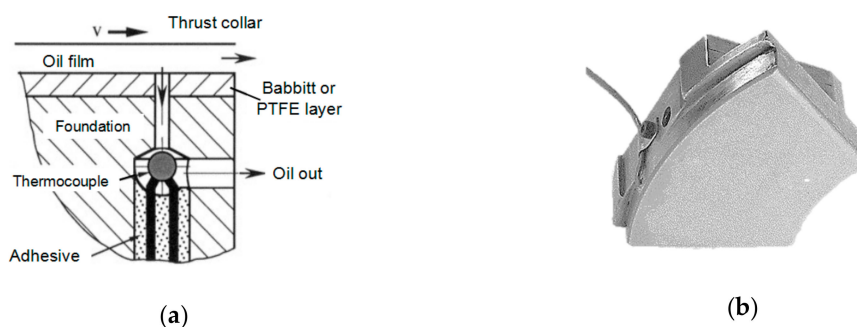 v
Thrust collar
Oil film
Babbitt or
PTFE layer
Foundation
Thermocouple
Oil out
Adhesive
(a)
(b)